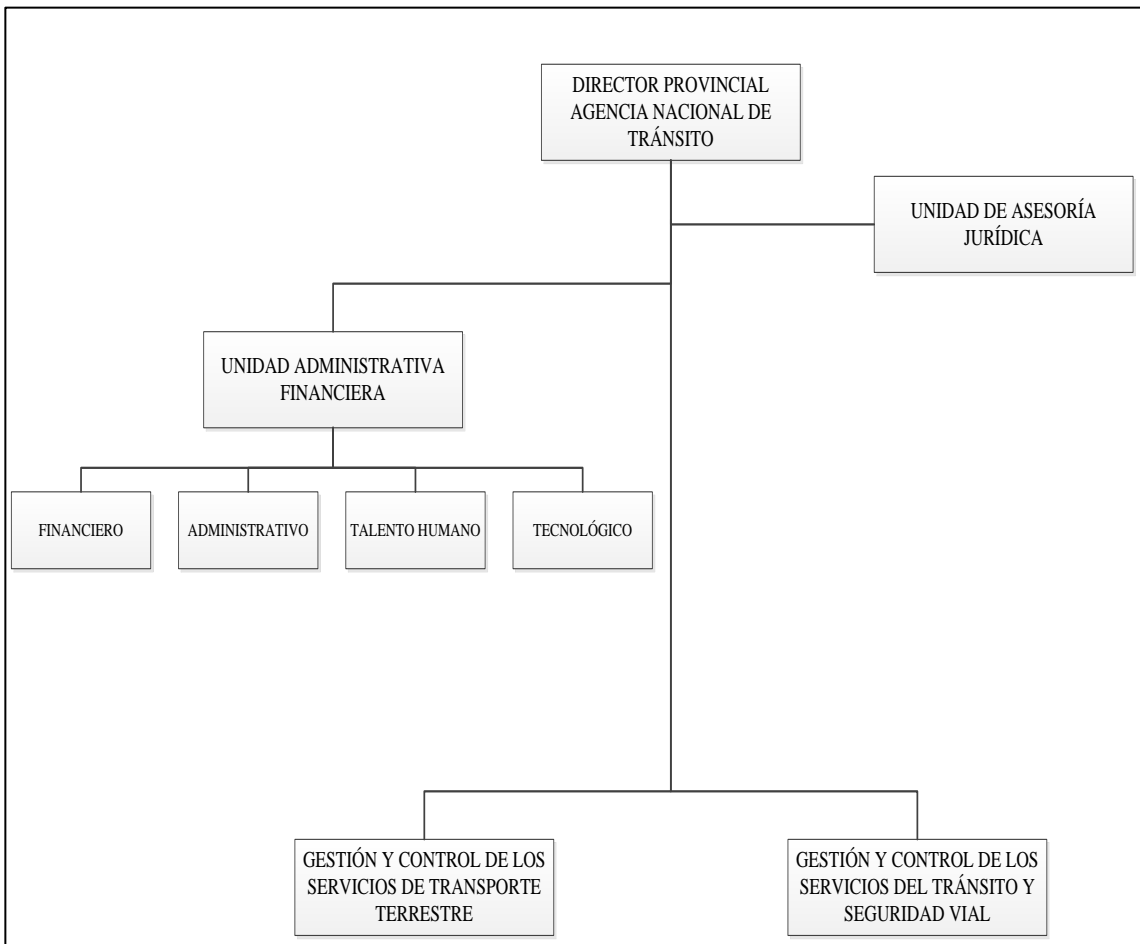 DIRECTOR PROVINCIAL
AGENCIA NACIONAL DE
TRÁNSITO
UNIDAD DE ASESORÍA
JURÍDICA
UNIDAD ADMINISTRATIVA
FINANCIERA
FINANCIERO
ADMINISTRATIVO
TALENTO HUMANO
TECNOLÓGICO
GESTIÓN Y CONTROL DE LOS
SERVICIOS DE TRANSPORTE
TERRESTRE
GESTIÓN Y CONTROL DE LOS
SERVICIOS DEL TRÁNSITO Y
SEGURIDAD VIAL